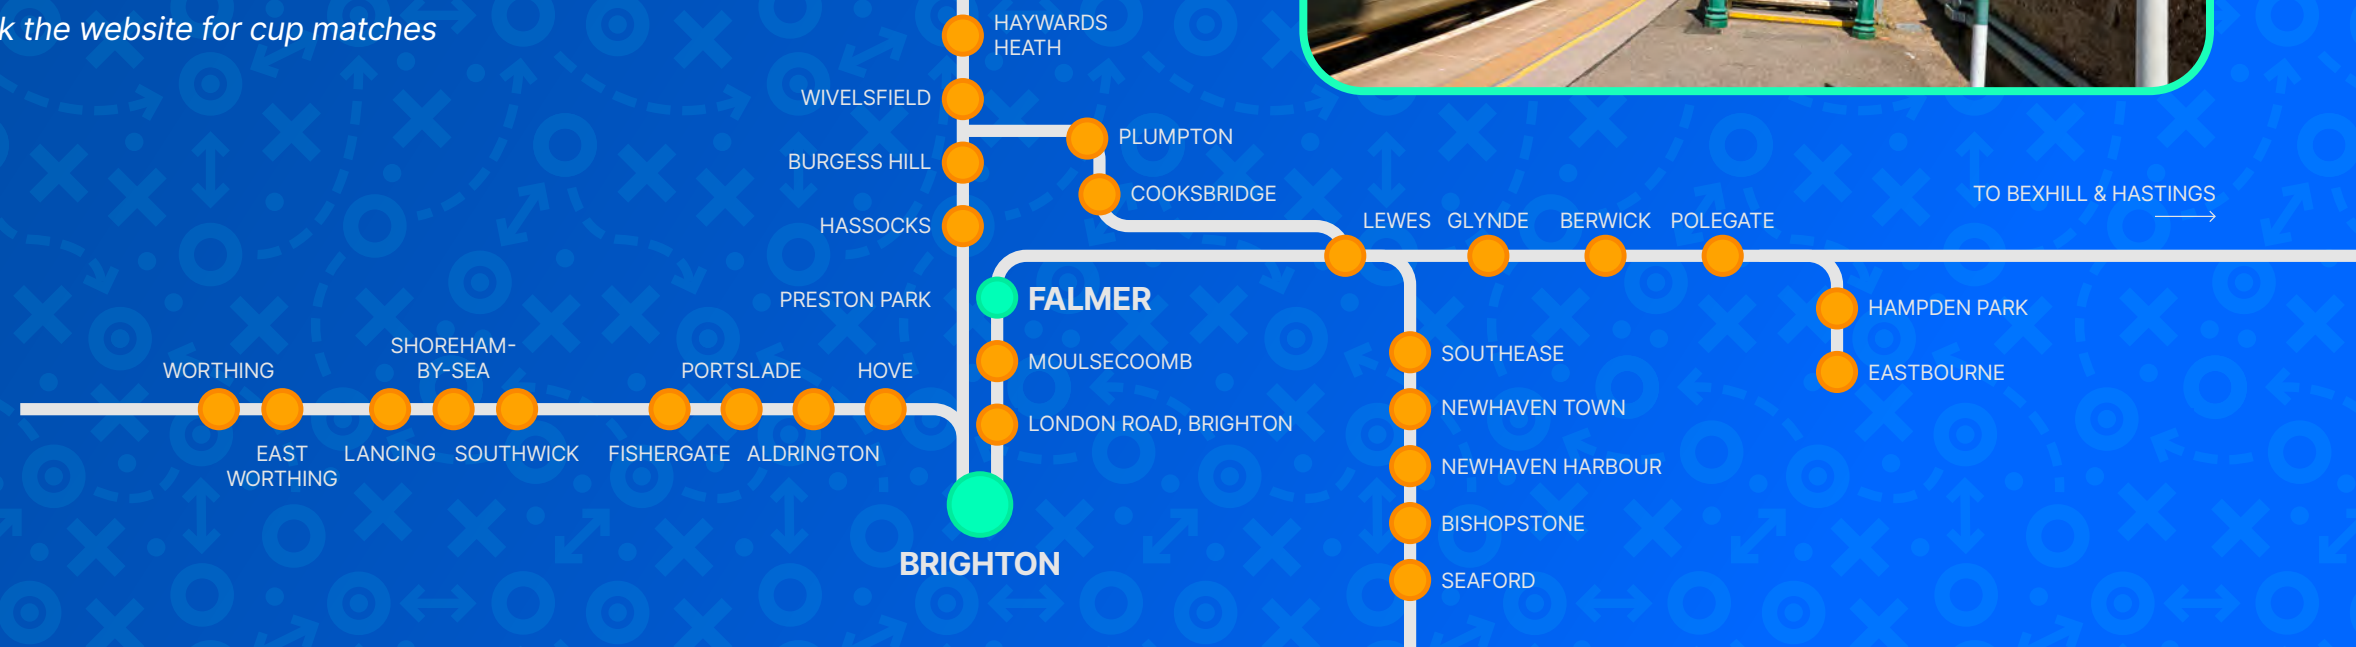 k the website for cup matches
HAYWARDS
HEATH
WIVELSFIELD
PLUMPTON
BURGESS HILL
COOKSBRIDGE
TO BEXHILL & HASTINGS
HASSOCKS
LEWES
GLYNDE
BERWICK
POLEGATE
PRESTON PARK
FALMER
HAMPDEN PARK
SHOREHAM-
BY-SEA
WORTHING
PORTSLADE
HOVE
MOULSECOOMB
SOUTHEASE
EASTBOURNE
NEWHAVEN TOWN
LONDON ROAD, BRIGHTON
EAST
WORTHING
LANCING
SOUTHWICK
FISHERGATE
ALDRINGTON
NEWHAVEN HARBOUR
BISHOPSTONE
BRIGHTON
SEAFORD